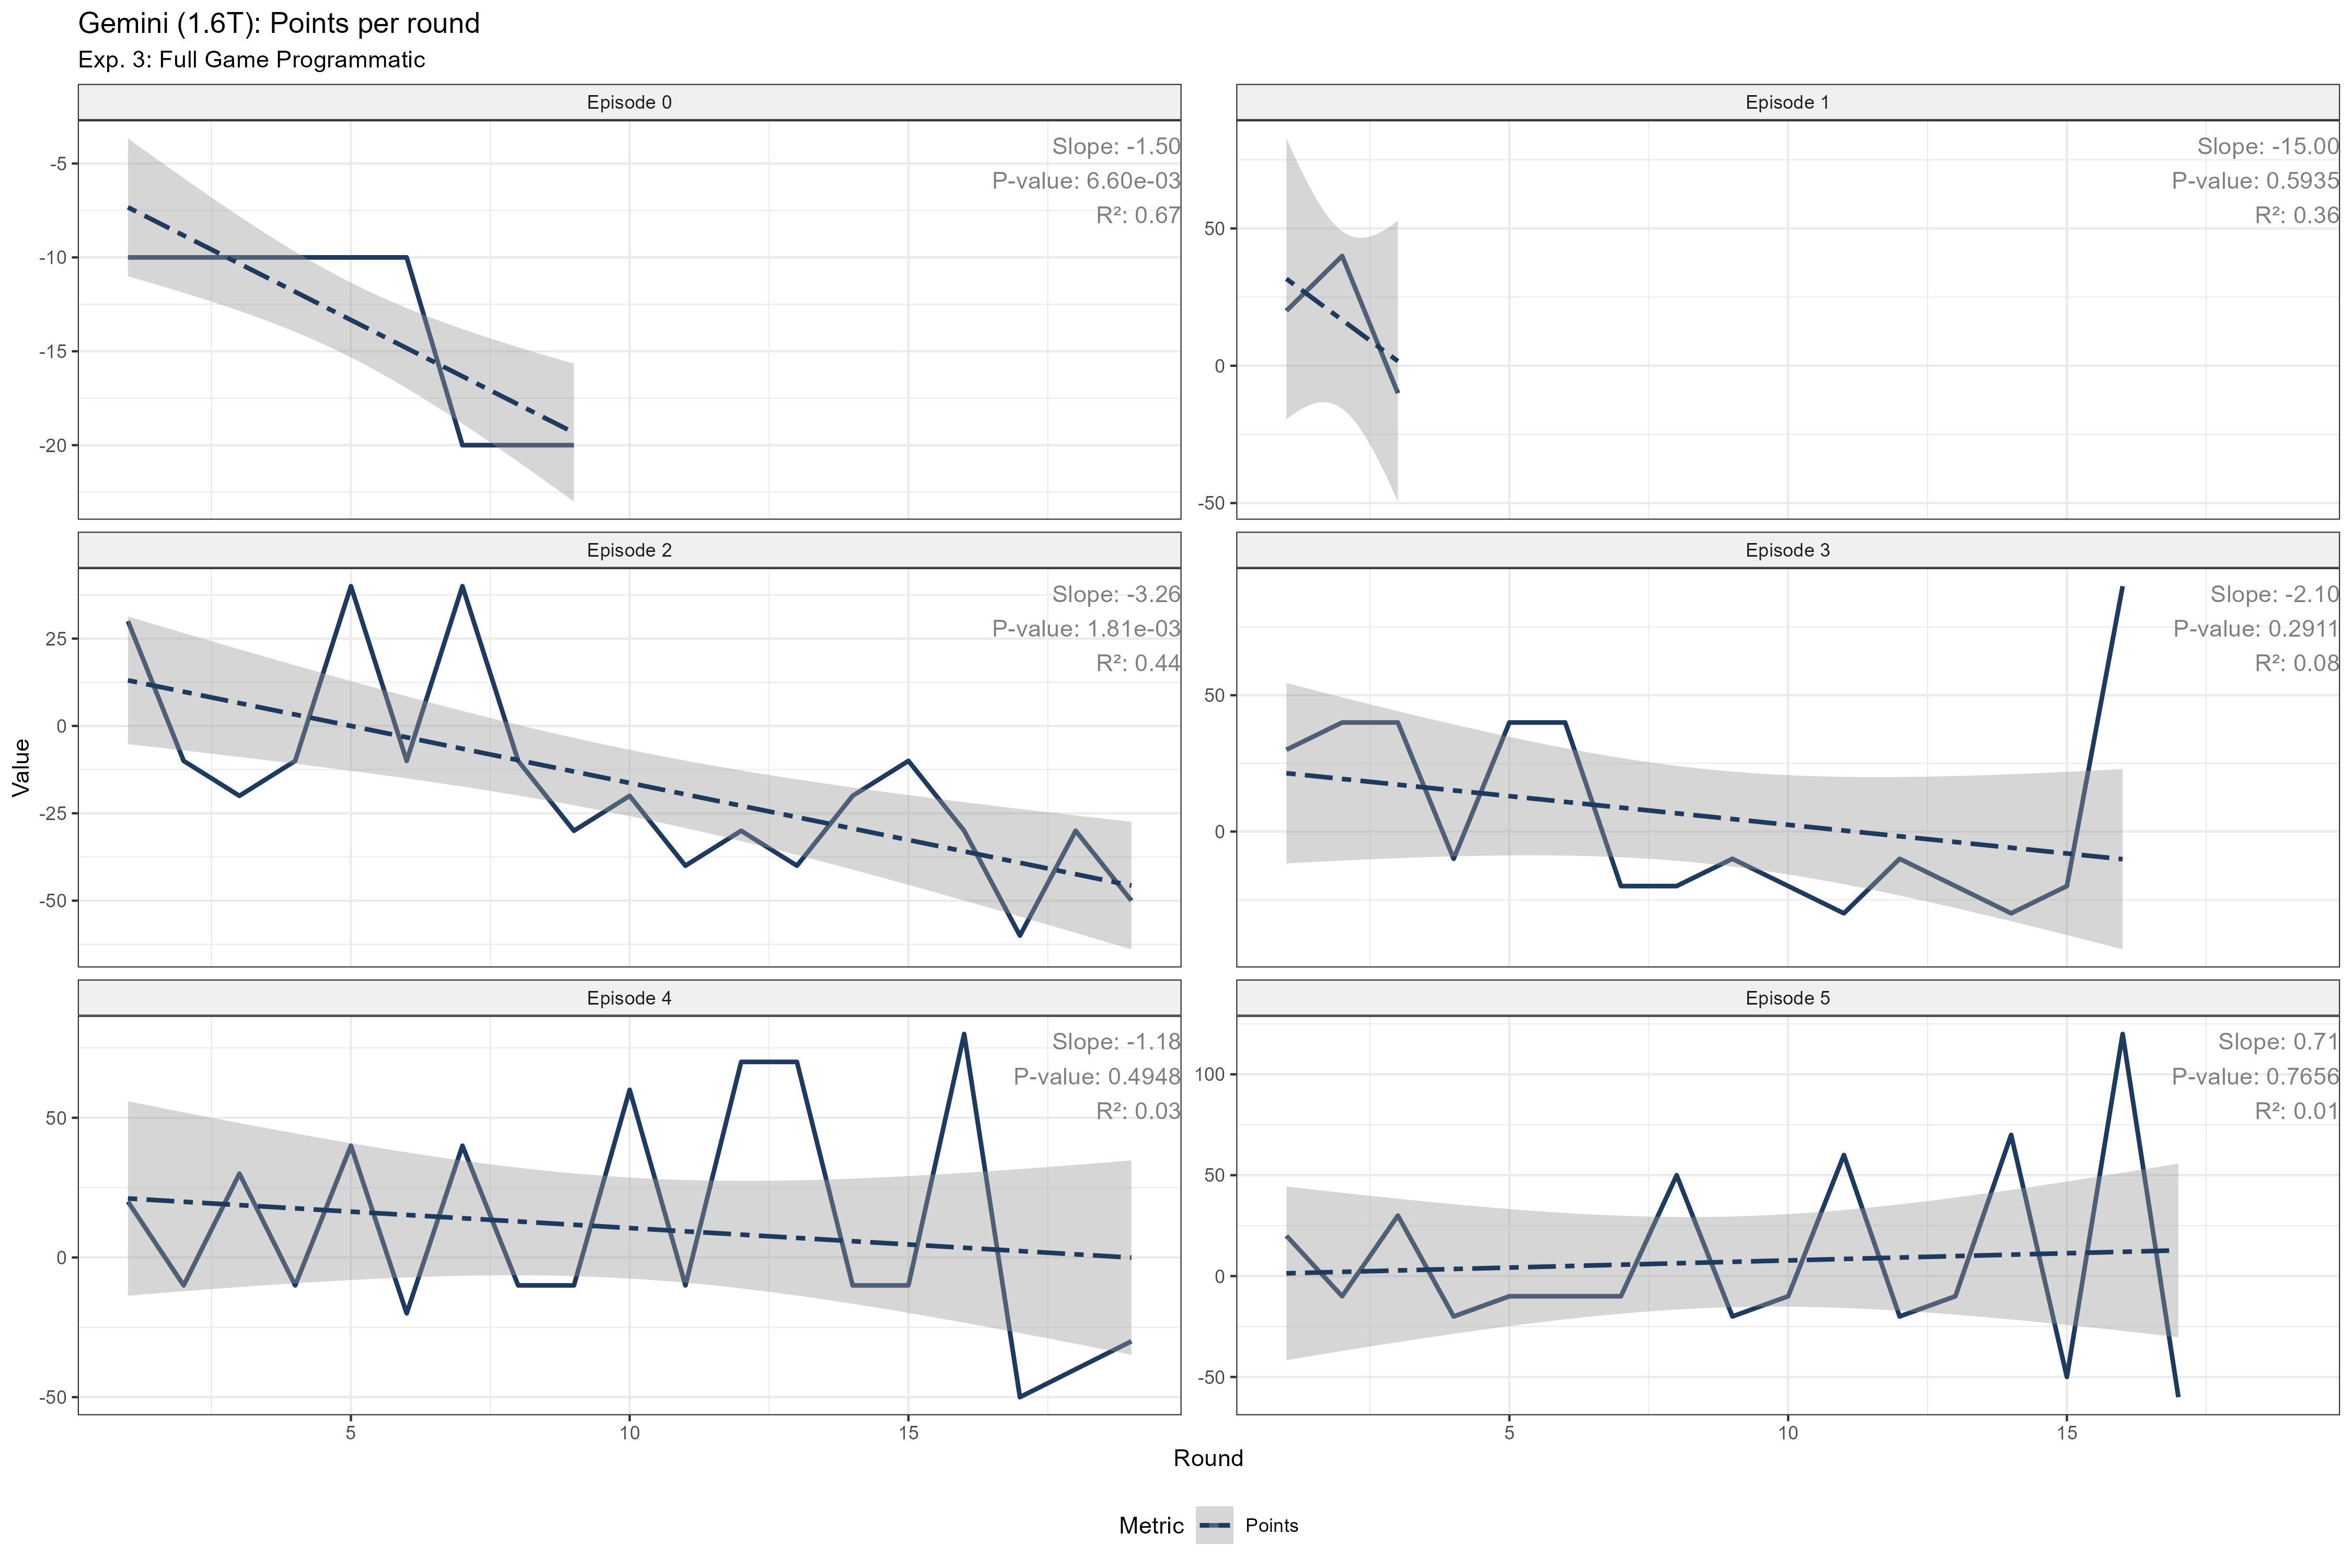 Gemini (1.6T): Points per round
Exp. 3: Full Game Programmatic
Episode 0
Slope: -1.50
P-value: 6.60e-03
R²: 0.67
-5
-10
-15
-20
Episode 1
Slope: -15.00
P-value: 0.5935
R²: 0.36
50
0
-50
Episode 2
Slope: -3.26
P-value: 1.81e-03
R²: 0.44
25
0
-25
-50
Episode 3
Slope: -2.10
P-value: 0.2911
R²: 0.08
50
0
Episode 4
Slope: -1.18
P-value: 0.4948
R²: 0.03
50
0
-50
5 10 15
Episode 5
Slope: 0.71
P-value: 0.7656
R²: 0.01
100
50
0
-50
5 10 15
Value
Round
Metric Points